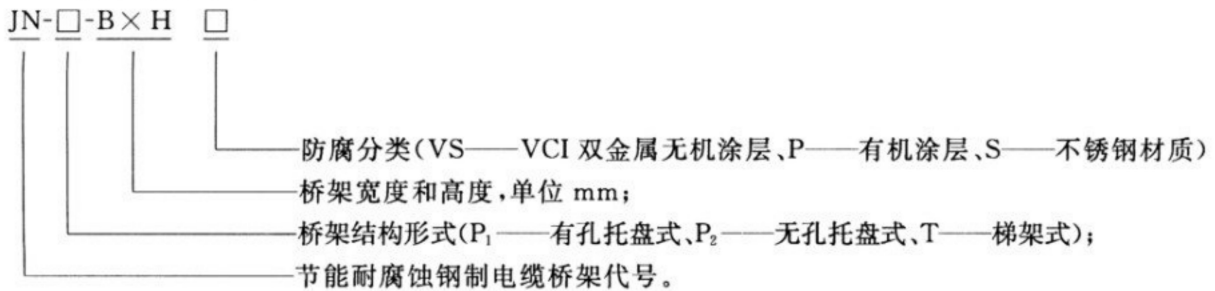 JN-□-B×H □
防腐分类(VS——VCI 双金属无机涂层、P——有机涂层、S——不锈钢材质)
桥架宽度和高度,单位 mm;
桥架结构形式(P₁——有孔托盘式、P₂——无孔托盘式、T——梯架式);
节能耐腐蚀钢制电缆桥架代号。